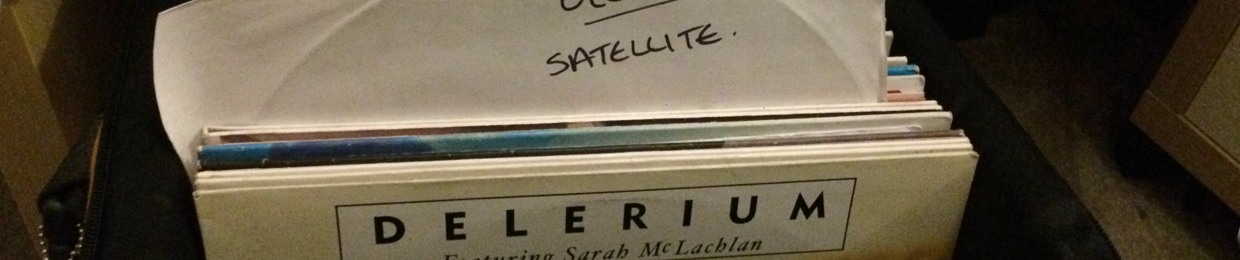 SATELLITE.
DELERIUM
Featuring Sarah McLachlan